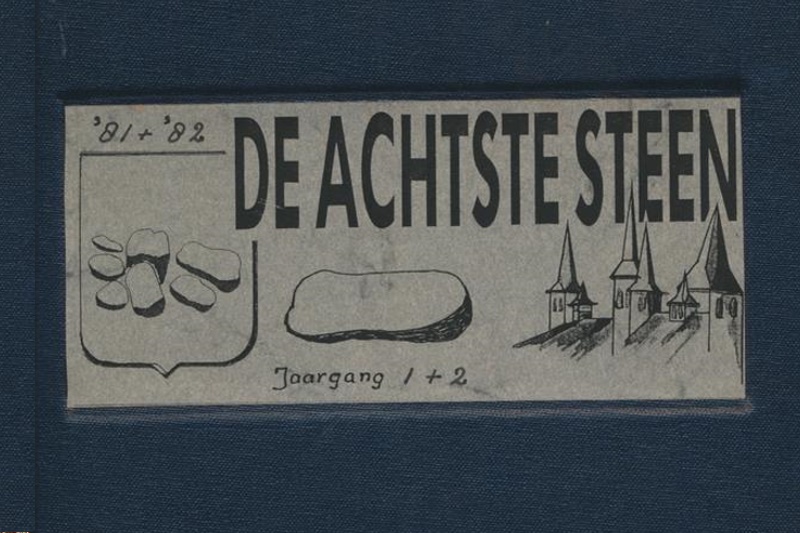 '81 + '82
DE ACHTSTE STEEN
Jaargang 1 + 2